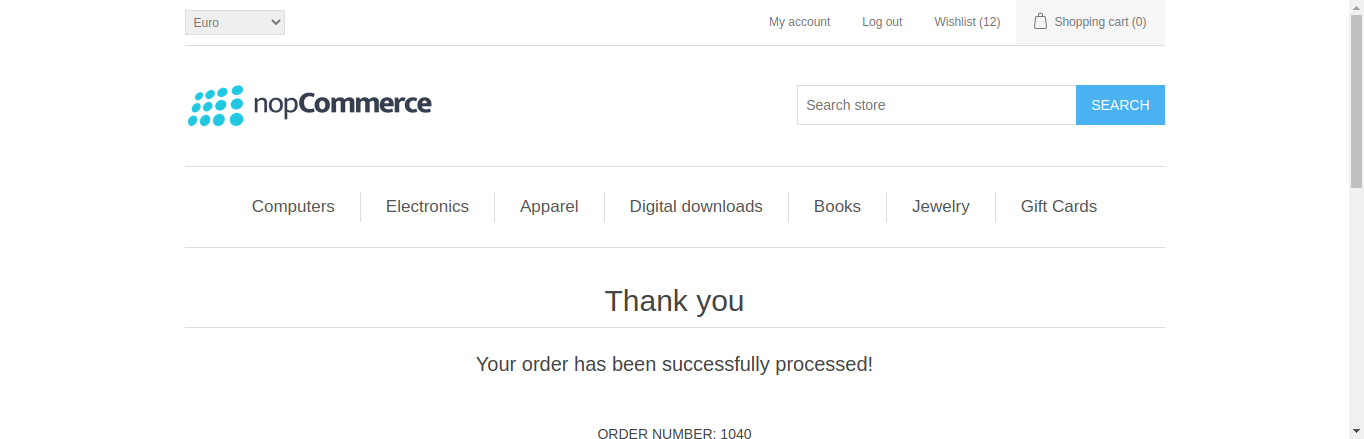 Euro
My account
Log out
Wishlist (12)
Shopping cart (0)
nopCommerce
Search store
SEARCH
Computers
Electronics
Apparel
Digital downloads
Books
Jewelry
Gift Cards
Thank you
Your order has been successfully processed!
ORDER NUMBER: 1040